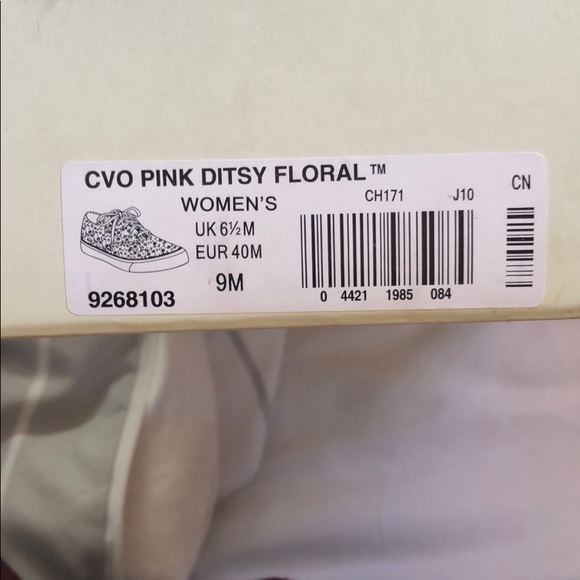 CVO PINK DITSY FLORAL™
WOMEN'S
CH171 J10 CN
UK 6½M
EUR 40M
9M
9268103
0 4421 1985 084